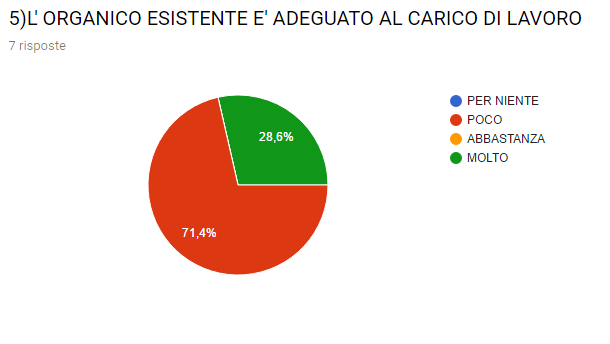 5)L' ORGANICO ESISTENTE E' ADEGUATO AL CARICO DI LAVORO
7 risposte
PER NIENTE
POCO
ABBASTANZA
MOLTO
28,6%
71,4%